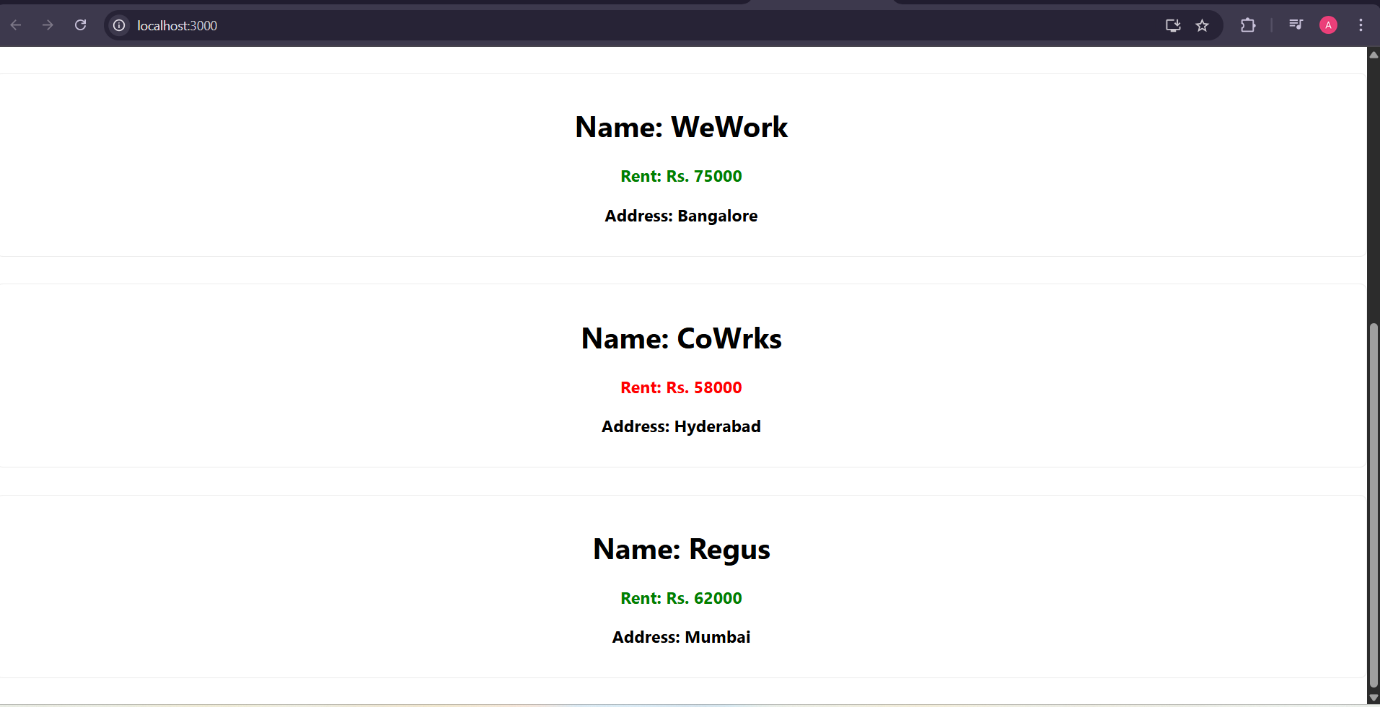 localhost:3000
A
Name: WeWork
Rent: Rs. 75000
Address: Bangalore
Name: CoWrks
Rent: Rs. 58000
Address: Hyderabad
Name: Regus
Rent: Rs. 62000
Address: Mumbai